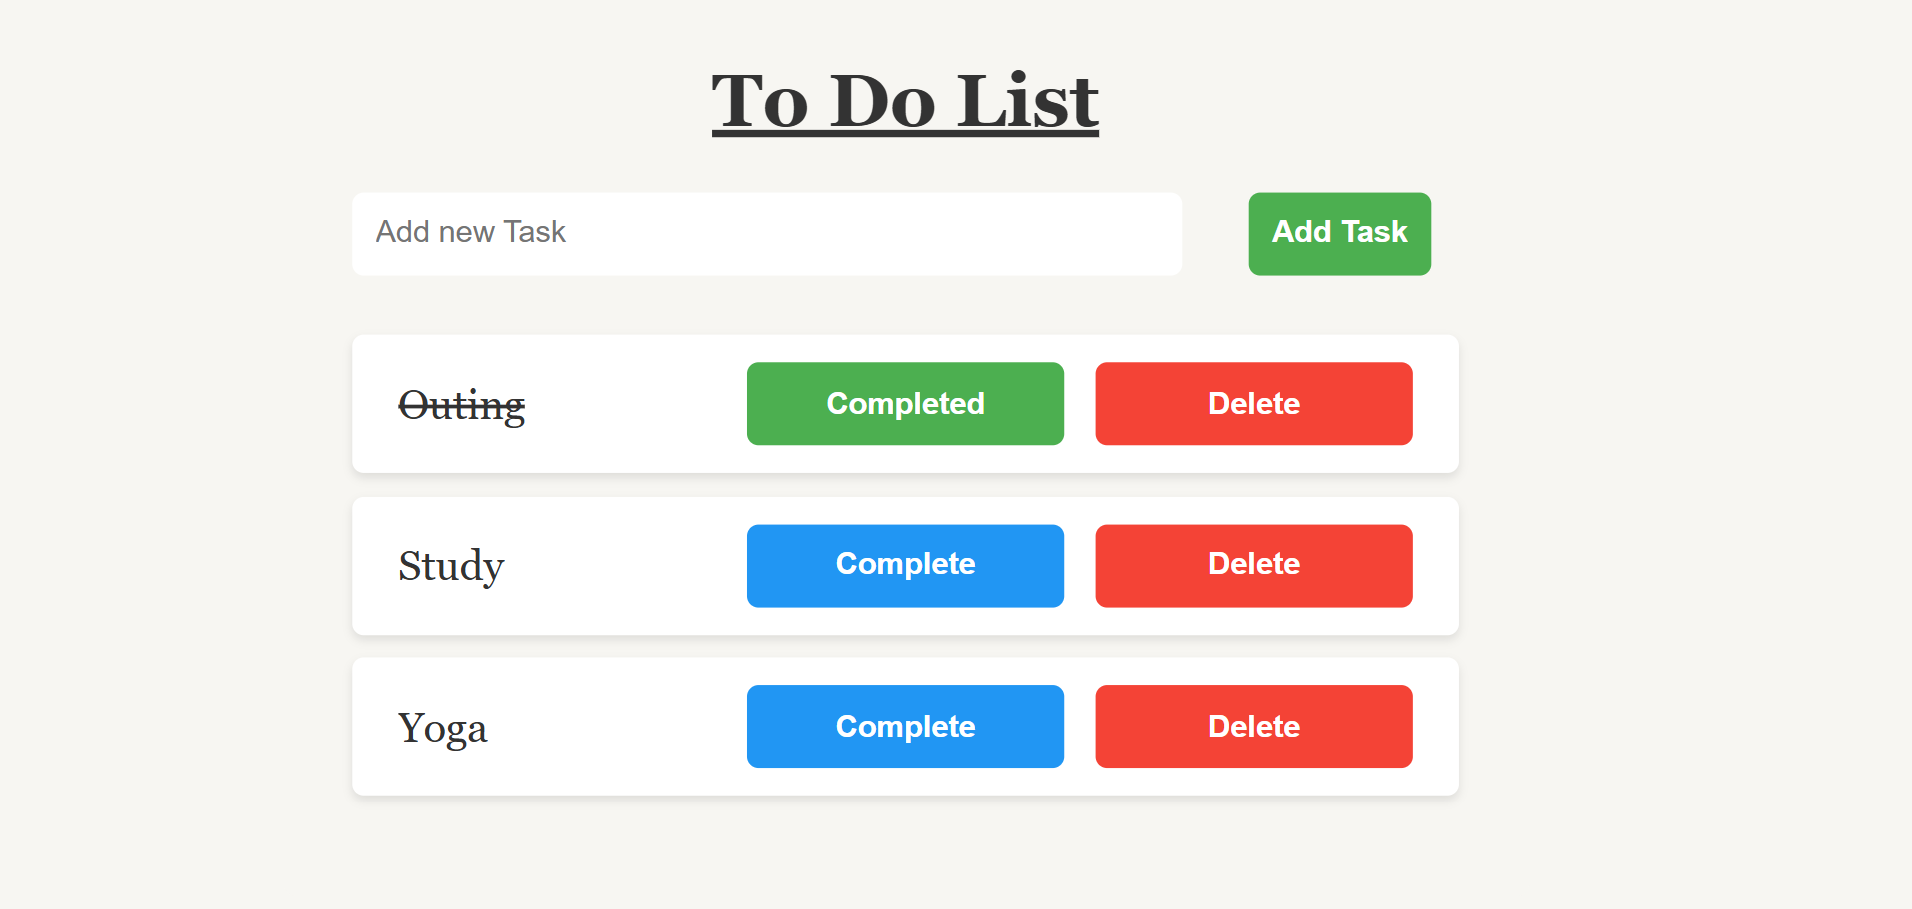 To Do List
Add new Task
Add Task
Outing
Completed
Delete
Study
Complete
Delete
Yoga
Complete
Delete